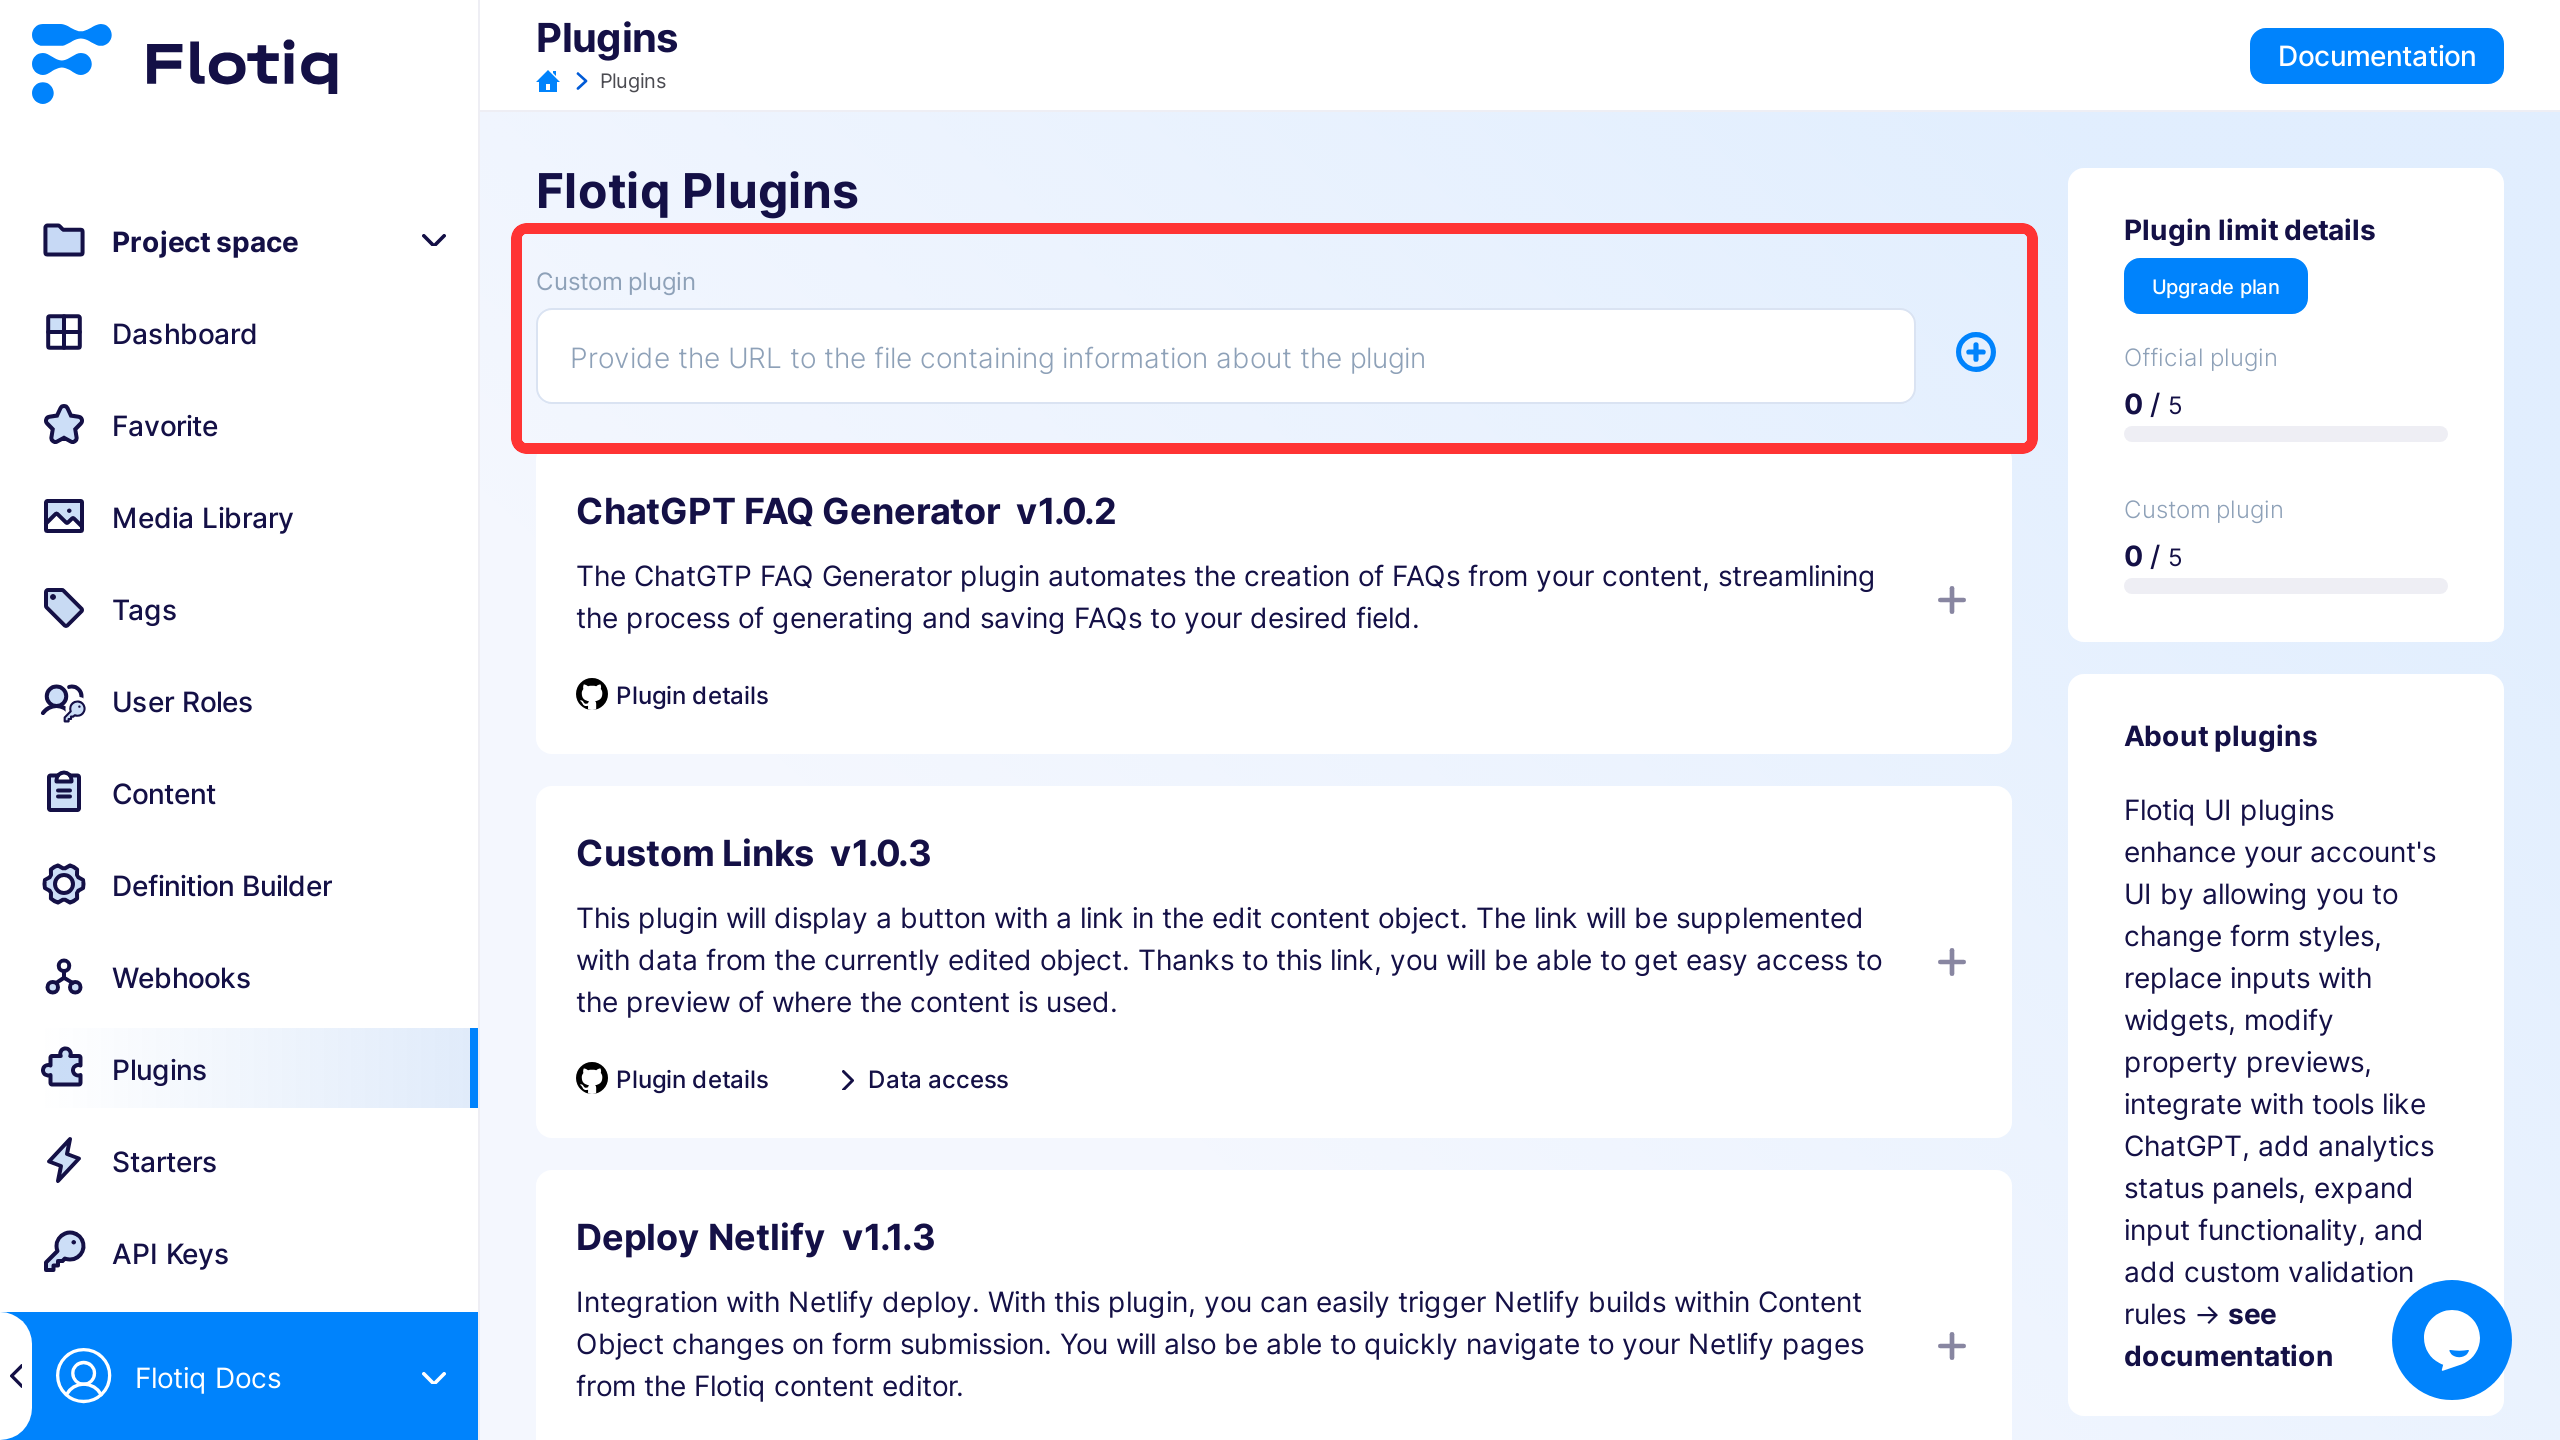 Flotiq
Project space
Dashboard
Favorite
Media Library
Tags
User Roles
Content
Definition Builder
Webhooks
Plugins
Starters
API Keys
Flotiq Docs
Plugins
Plugins
Documentation
Flotiq Plugins
Custom plugin
Provide the URL to the file containing information about the plugin
ChatGPT FAQ Generator v1.0.2
The ChatGTP FAQ Generator plugin automates the creation of FAQs from your content, streamlining
the process of generating and saving FAQs to your desired field.
Plugin details
Custom Links v1.0.3
This plugin will display a button with a link in the edit content object. The link will be supplemented
with data from the currently edited object. Thanks to this link, you will be able to get easy access to
the preview of where the content is used.
Plugin details
Data access
Deploy Netlify v1.1.3
Integration with Netlify deploy. With this plugin, you can easily trigger Netlify builds within Content
Object changes on form submission. You will also be able to quickly navigate to your Netlify pages
from the Flotiq content editor.
Plugin limit details
Upgrade plan
Official plugin
0 / 5
Custom plugin
0 / 5
About plugins
Flotiq UI plugins
enhance your account's
UI by allowing you to
change form styles,
replace inputs with
widgets, modify
property previews,
integrate with tools like
ChatGPT, add analytics
status panels, expand
input functionality, and
add custom validation
rules → see
documentation